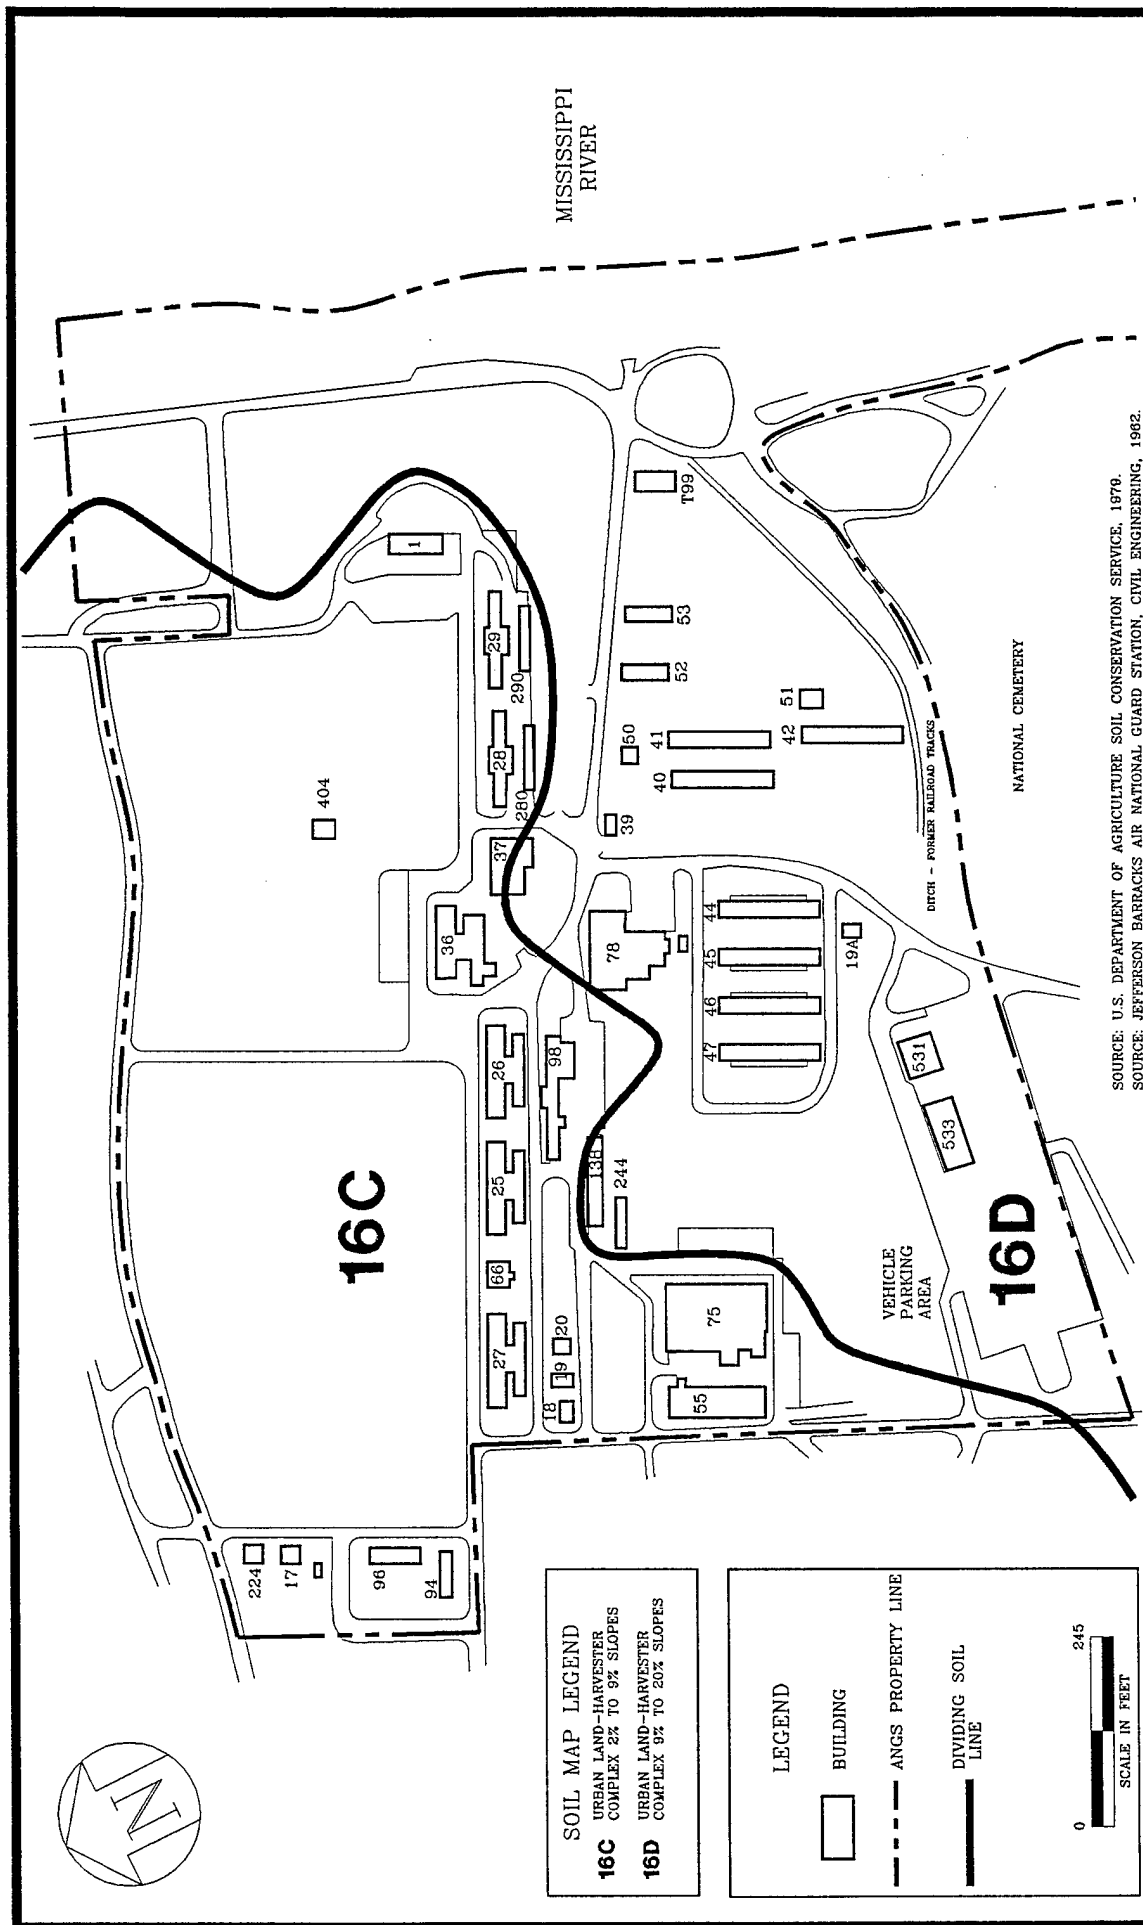 MISSISSIPPI
RIVER
1
T99
29
290
53
52
28
280
51
50
41
42
404
40
39
37
36
78
44
45
19A
46
47
26
98
531
533
25
138
244
16C
66
16D
VEHICLE
PARKING
AREA
75
27
20
19
18
55
224
17
96
94
DITCH - FORMER RAILROAD TRACKS
NATIONAL CEMETERY
N
SOIL MAP LEGEND
16C URBAN LAND-HARVESTER
COMPLEX 2% TO 9% SLOPES
16D URBAN LAND-HARVESTER
COMPLEX 9% TO 20% SLOPES
LEGEND
BUILDING
ANGS PROPERTY LINE
DIVIDING SOIL
LINE
0 245
SCALE IN FEET
SOURCE: U.S. DEPARTMENT OF AGRICULTURE SOIL CONSERVATION SERVICE, 1979.
SOURCE: JEFFERSON BARRACKS AIR NATIONAL GUARD STATION, CIVIL ENGINEERING, 1982.